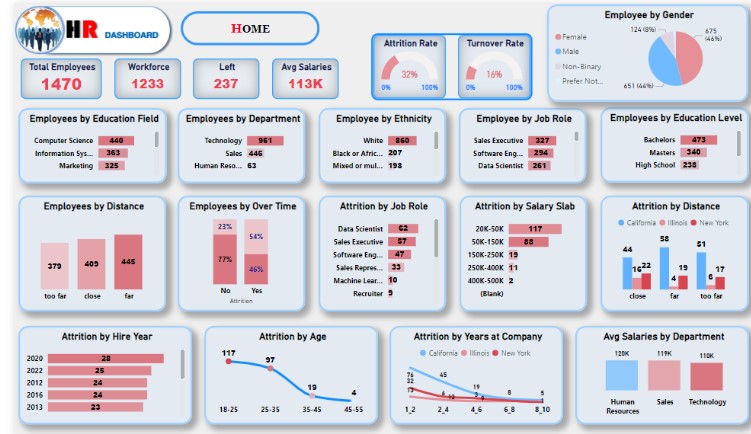 HR DASHBOARD
HOME
Total Employees
1470
Workforce
1233
Left
237
Avg Salaries
113K
Attrition Rate
32%
0% 100%
Turnover Rate
16%
0% 100%
Employee by Gender
Female
Male
Non-Binary
Prefer Not...
124 (8%)
675
(46%)
651 (44%)
Employees by Education Field
Computer Science 440
Information Sys... 363
Marketing 325
Employees by Department
Technology 961
Sales 446
Human Reso... 63
Employee by Ethnicity
White 860
Black or Afric... 207
Mixed or mul... 198
Employee by Job Role
Sales Executive 327
Software Eng... 294
Data Scientist 261
Employees by Education Level
Bachelors 473
Masters 340
High School 238
Employees by Distance
379 409 445
too far close far
Employees by Over Time
23% 54%
77% 46%
No Yes
Attrition
Attrition by Job Role
Data Scientist 62
Sales Executive 57
Software Eng... 47
Sales Repres... 33
Machine Lear... 10
Recruiter 9
Attrition by Salary Slab
20K-50K 117
50K-150K 88
150K-250K 19
250K-400K 11
400K-500K 2
(Blank)
Attrition by Distance
California Illinois New York
44 16 22
58 4 19
51 6 17
close far too far
Attrition by Hire Year
2020 28
2022 25
2012 24
2016 24
2013 23
Attrition by Age
117 97 19 4
18-25 25-35 35-45 45-55
Attrition by Years at Company
California Illinois New York
76 45 19 8 5
32
13
1_2 2_4 4_6 6_8 8_10
Avg Salaries by Department
120K 119K 110K
Human Resources Sales Technology